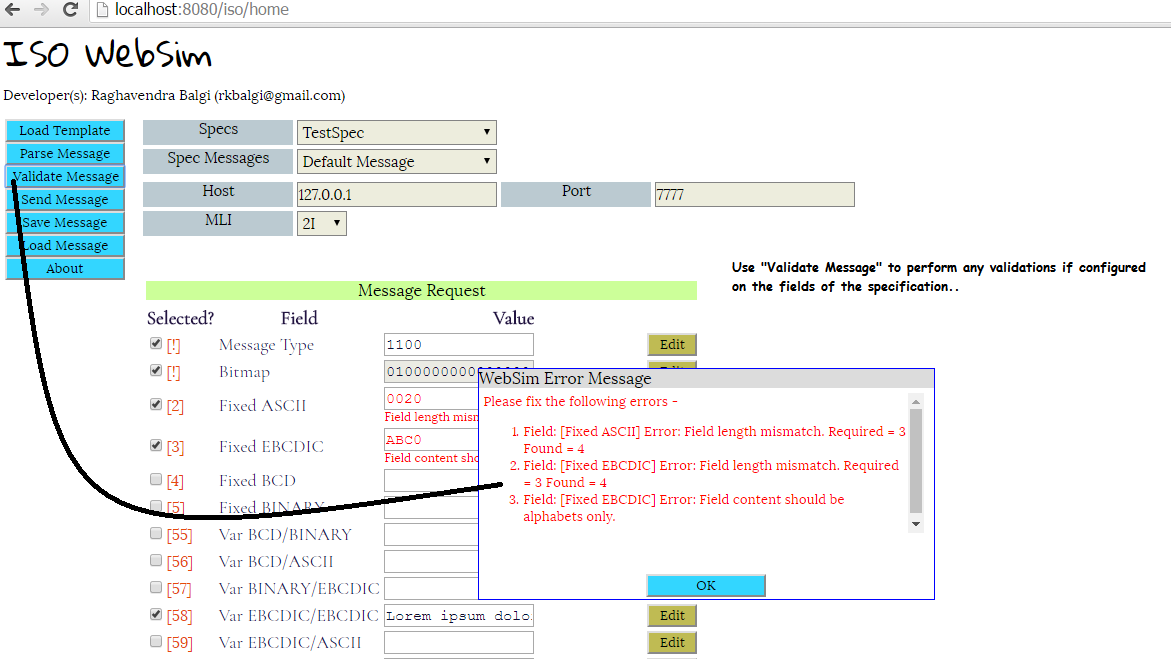 localhost:8080/iso/home
ISO WebSim
Developer(s): Raghavendra Balgi (rkbalgi@gmail.com)
Load Template
Parse Message
Validate Message
Send Message
Save Message
Load Message
About
Specs TestSpec
Spec Messages Default Message
Host 127.0.0.1 Port 7777
MLI 2I
Use "Validate Message" to perform any validations if configured
on the fields of the specification..
Message Request
Selected? Field Value
[!] Message Type 1100 Edit
[!] Bitmap 0100000000
[2] Fixed ASCII 0020
Field length mism
[3] Fixed EBCDIC ABC0
Field content sho
[4] Fixed BCD
[5] Fixed BINARY
[55] Var BCD/BINARY
[56] Var BCD/ASCII
[57] Var BINARY/EBCDIC
[58] Var EBCDIC/EBCDIC Lorem ipsum dolo Edit
[59] Var EBCDIC/ASCII Edit
WebSim Error Message
Please fix the following errors -
1. Field: [Fixed ASCII] Error: Field length mismatch. Required = 3
Found = 4
2. Field: [Fixed EBCDIC] Error: Field length mismatch. Required
= 3 Found = 4
3. Field: [Fixed EBCDIC] Error: Field content should be
alphabets only.
OK